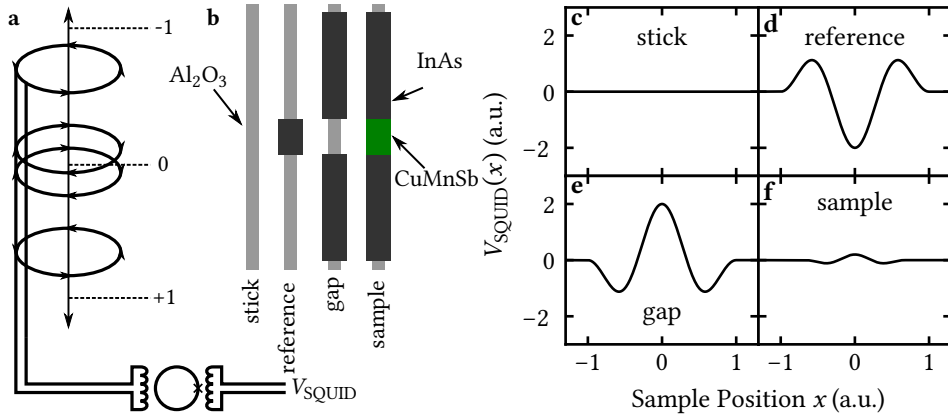 a
-1
0
+1
V_SQUID
b
Al₂O₃
InAs
CuMnSb
stick
reference
gap
sample
c
stick
d
reference
e
gap
f
sample
2
0
−2
2
0
−2
V_SQUID(x) (a.u.)
−1 0 1 −1 0 1
Sample Position x (a.u.)